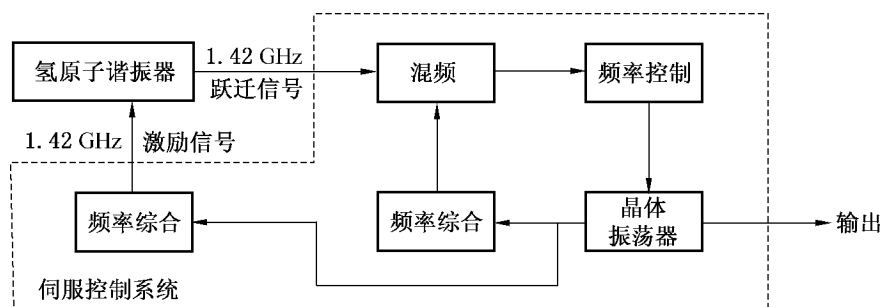 1.42 GHz
氢原子谐振器
跃迁信号
混频
频率控制
1.42 GHz 激励信号
频率综合
频率综合
晶体
振荡器
输出
伺服控制系统